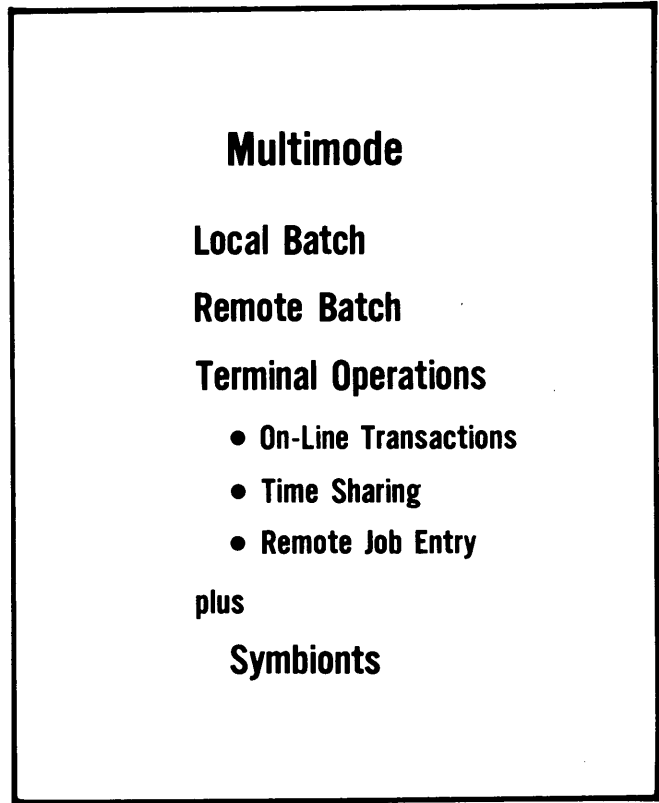 Multimode
Local Batch
Remote Batch
Terminal Operations
• On-Line Transactions
• Time Sharing
• Remote Job Entry
plus
Symbionts